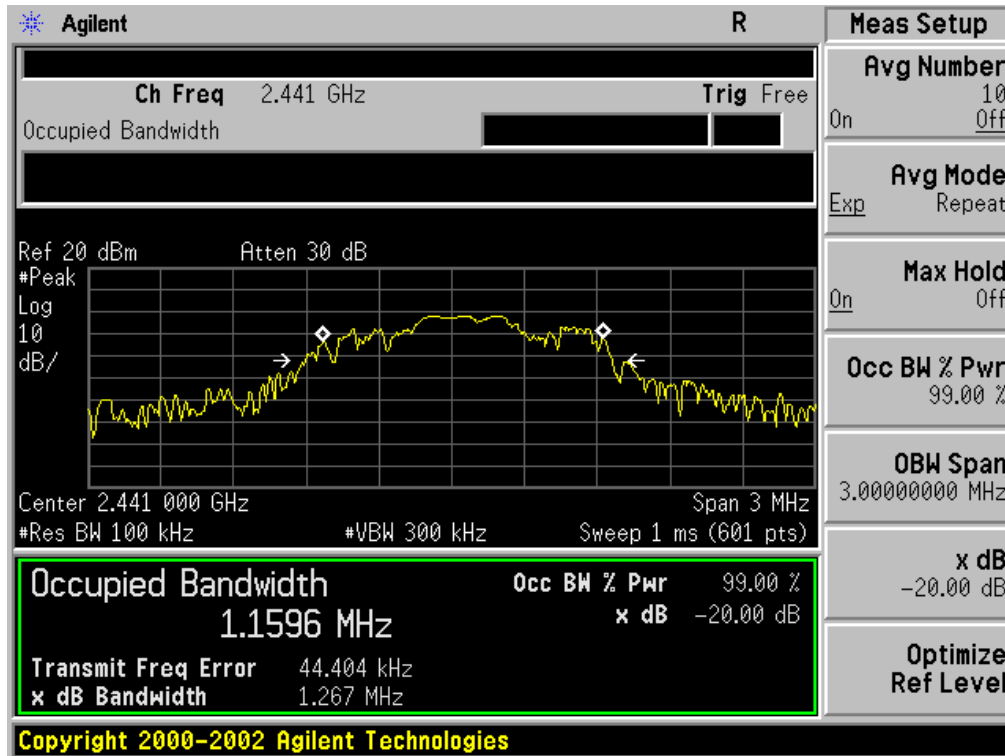 Agilent
R
Ch Freq 2.441 GHz
Trig Free
Occupied Bandwidth
Ref 20 dBm Atten 30 dB
#Peak
Log
10
dB/
Center 2.441 000 GHz Span 3 MHz
#Res BW 100 kHz #VBW 300 kHz Sweep 1 ms (601 pts)
Occupied Bandwidth
1.1596 MHz
Occ BW % Pwr 99.00 %
x dB -20.00 dB
Transmit Freq Error 44.404 kHz
x dB Bandwidth 1.267 MHz
Copyright 2000-2002 Agilent Technologies
Meas Setup
Avg Number
10
On Off
Avg Mode
Exp Repeat
Max Hold
On Off
Occ BW % Pwr
99.00 %
OBW Span
3.00000000 MHz
x dB
-20.00 dB
Optimize
Ref Level